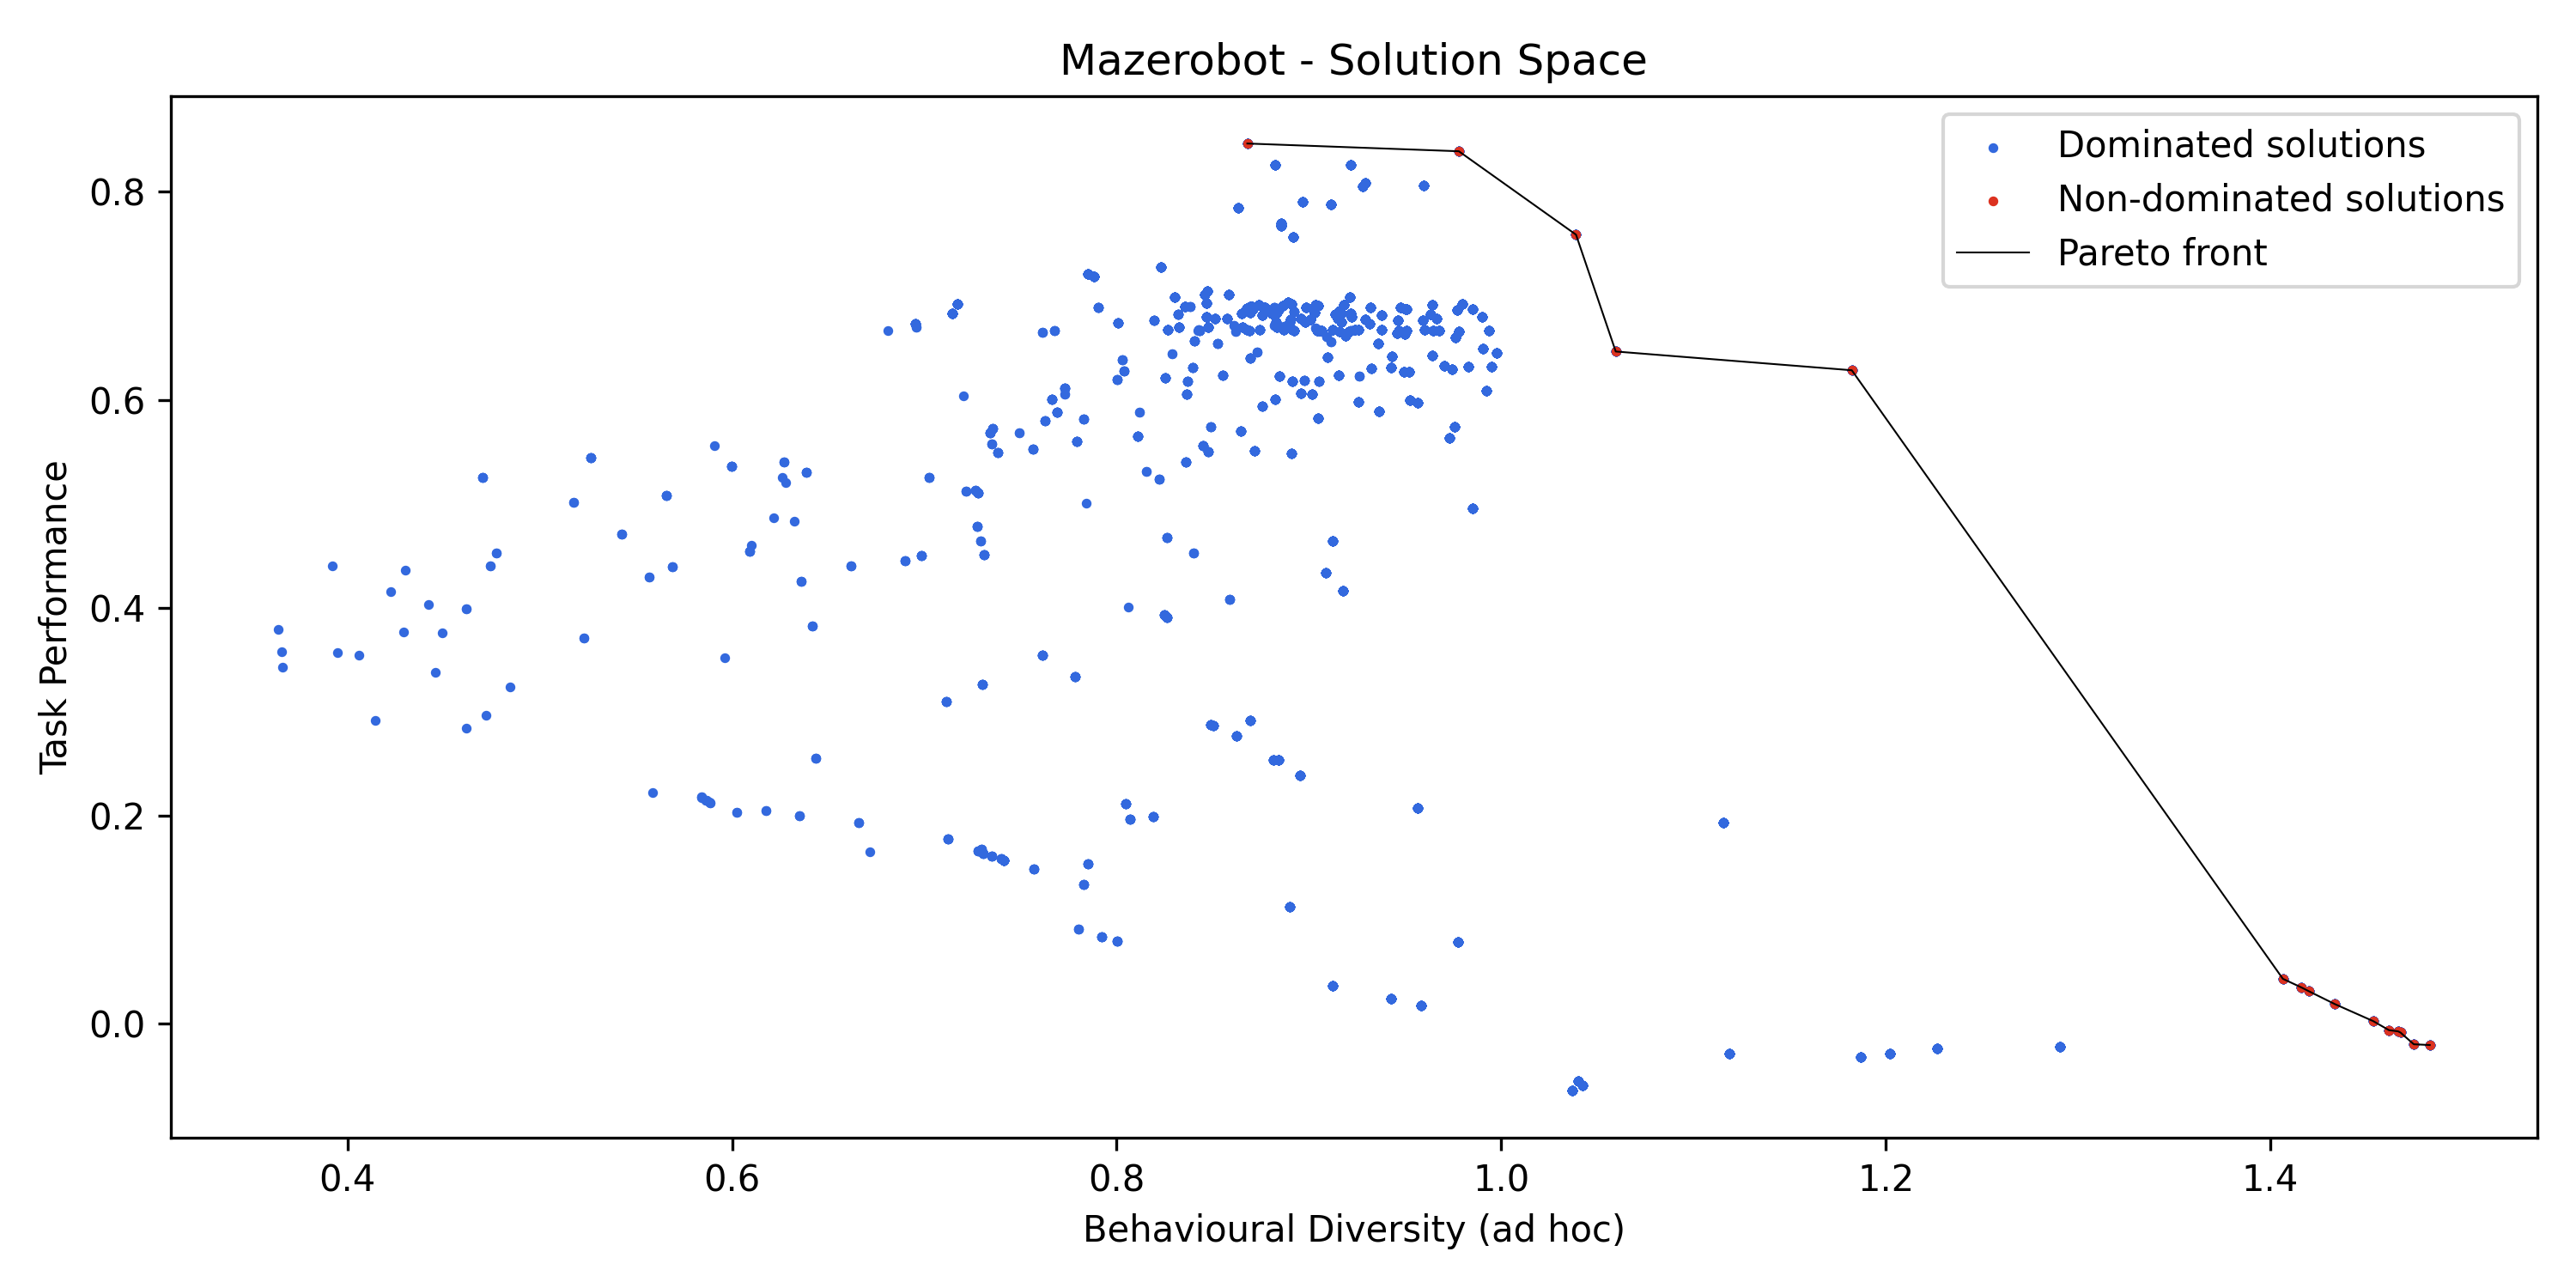 Mazerobot - Solution Space
Dominated solutions
Non-dominated solutions
Pareto front
Task Performance
0.8
0.6
0.4
0.2
0.0
0.4 0.6 0.8 1.0 1.2 1.4
Behavioural Diversity (ad hoc)